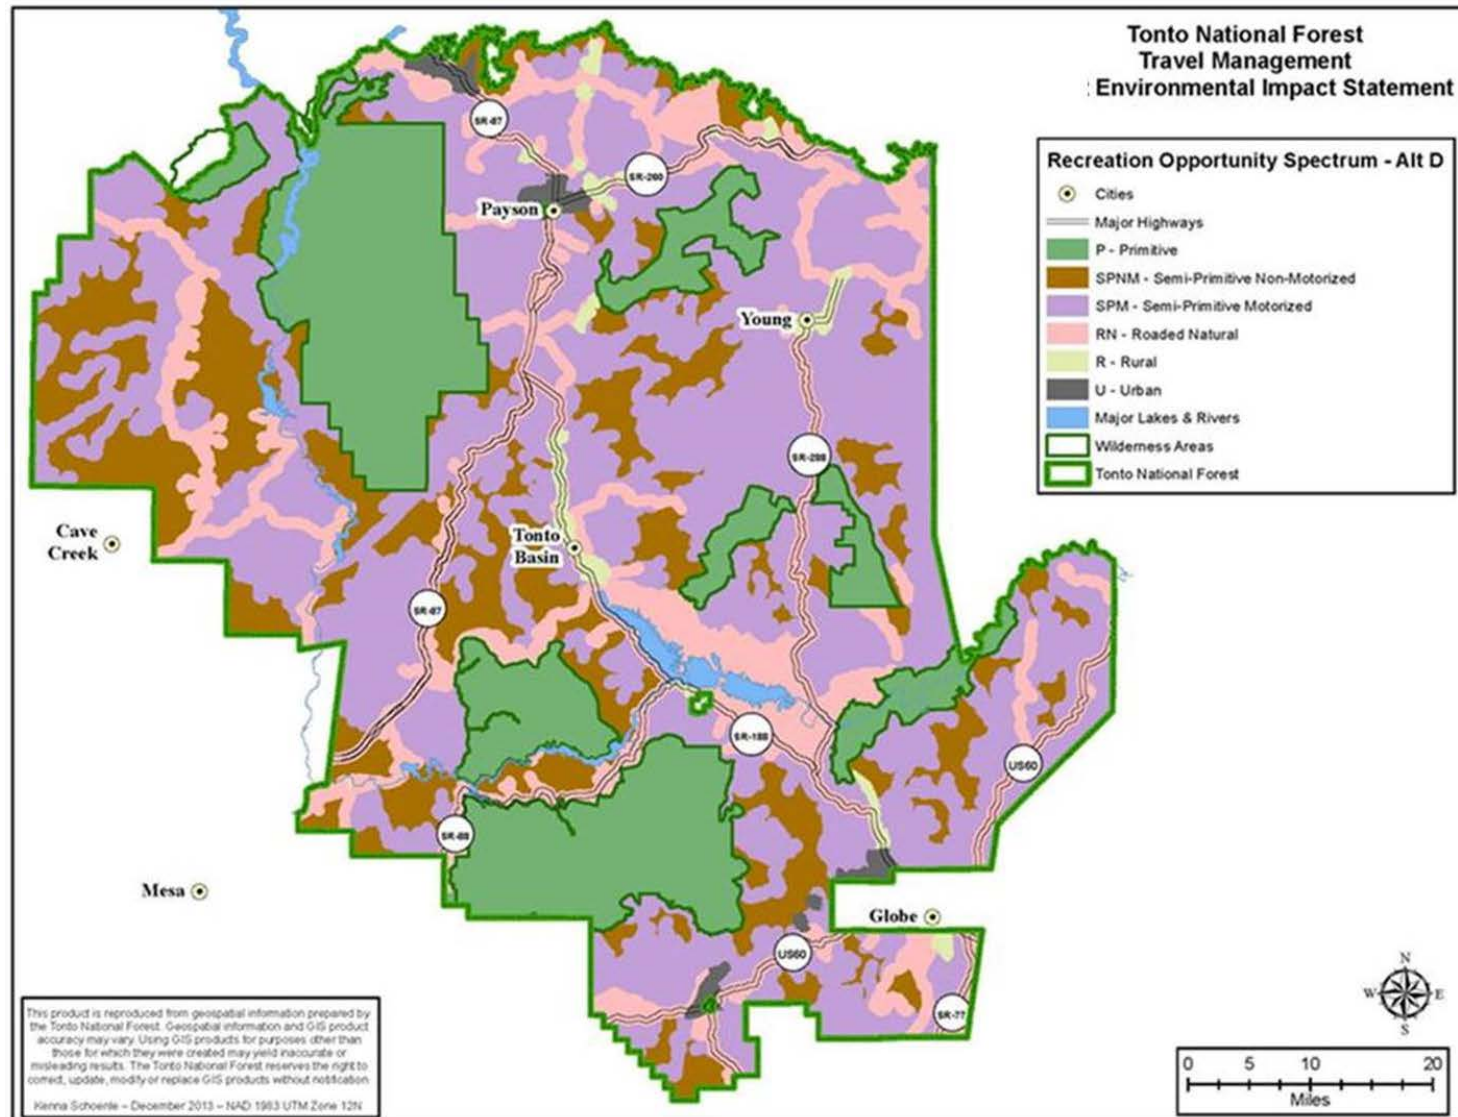 Tonto National Forest
Travel Management
: Environmental Impact Statement
Recreation Opportunity Spectrum - Alt D
Cities
Major Highways
P - Primitive
SPNM - Semi-Primitive Non-Motorized
SPM - Semi-Primitive Motorized
RN - Roaded Natural
R - Rural
U - Urban
Major Lakes & Rivers
Wilderness Areas
Tonto National Forest
SR-87
SR-260
Payson
Young
SR-288
Cave
Creek
Tonto
Basin
SR-87
SR-188
US60
SR-88
Mesa
Globe
US60
SR-77
N
W
E
S
0 5 10 20
Miles
This product is reproduced from geospatial information prepared by
the Tonto National Forest. Geospatial information and GIS product
accuracy may vary. Using GIS products for purposes other than
those for which they were created may yield inaccurate or
misleading results. The Tonto National Forest reserves the right to
correct, update, modify or replace GIS products without notification
Kenna Schoenle - December 2013 - NAD 1983 UTM Zone 12N